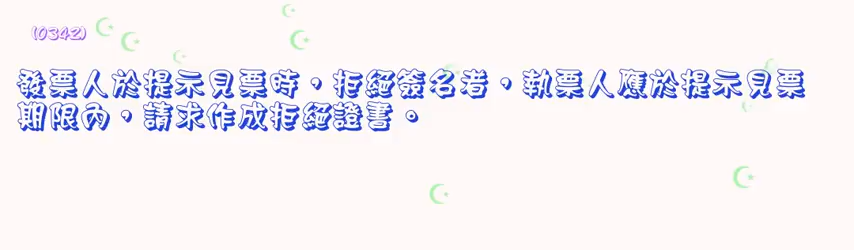 (0342)
發票人於提示見票時，拒絕簽名者，執票人應於提示見票
期限內，請求作成拒絕證書。